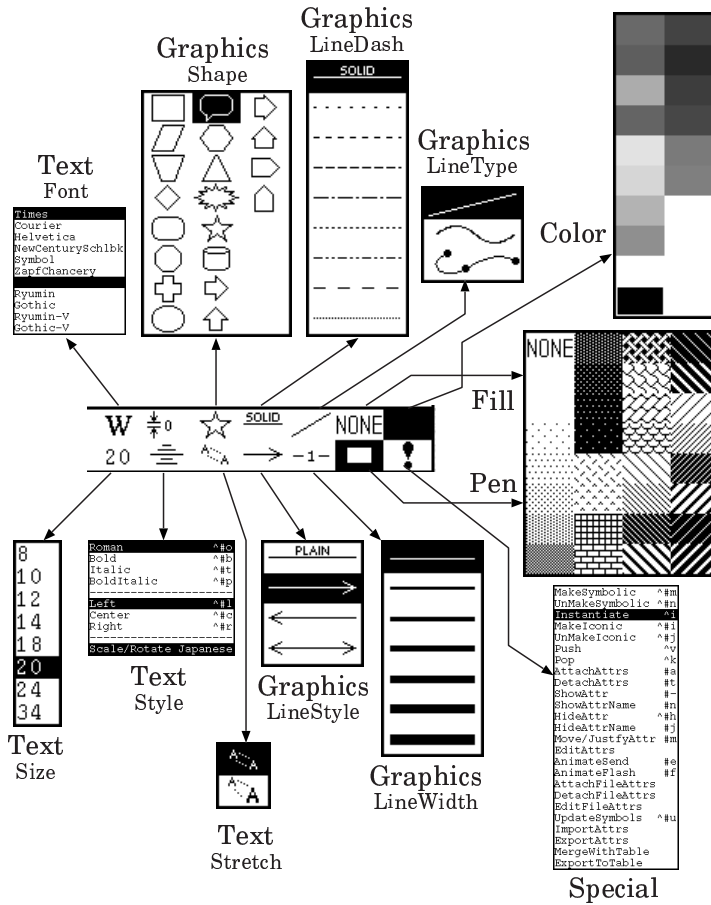 Graphics
LineDash
SOLID
Graphics
Shape
Graphics
LineType
Text
Font
Times
Courier
Helvetica
NewCenturySchlbk
Symbol
ZapfChancery
Ryumin
Gothic
Ryumin-V
Gothic-V
Color
NONE
Fill
Pen
W
0
SOLID
NONE
20
-1-
!
8
10
12
14
18
20
24
34
Text
Size
Roman ^#o
Bold ^#b
Italic ^#t
BoldItalic ^#p
Left ^#l
Center ^#c
Right ^#r
Scale/Rotate Japanese
Text
Style
PLAIN
Graphics
LineStyle
Graphics
LineWidth
A A
A A
Text
Stretch
MakeSymbolic ^#m
UnMakeSymbolic ^#n
Instantiate ^i
MakeIconic ^#i
UnMakeIconic ^#j
Push ^v
Pop ^k
AttachAttrs #a
DetachAttrs #t
ShowAttr #-
ShowAttrName #n
HideAttr ^#h
HideAttrName #j
Move/JustfyAttr #m
EditAttrs
AnimateSend #e
AnimateFlash #f
AttachFileAttrs
DetachFileAttrs
EditFileAttrs
UpdateSymbols ^#u
ImportAttrs
ExportAttrs
MergeWithTable
ExportToTable
Special